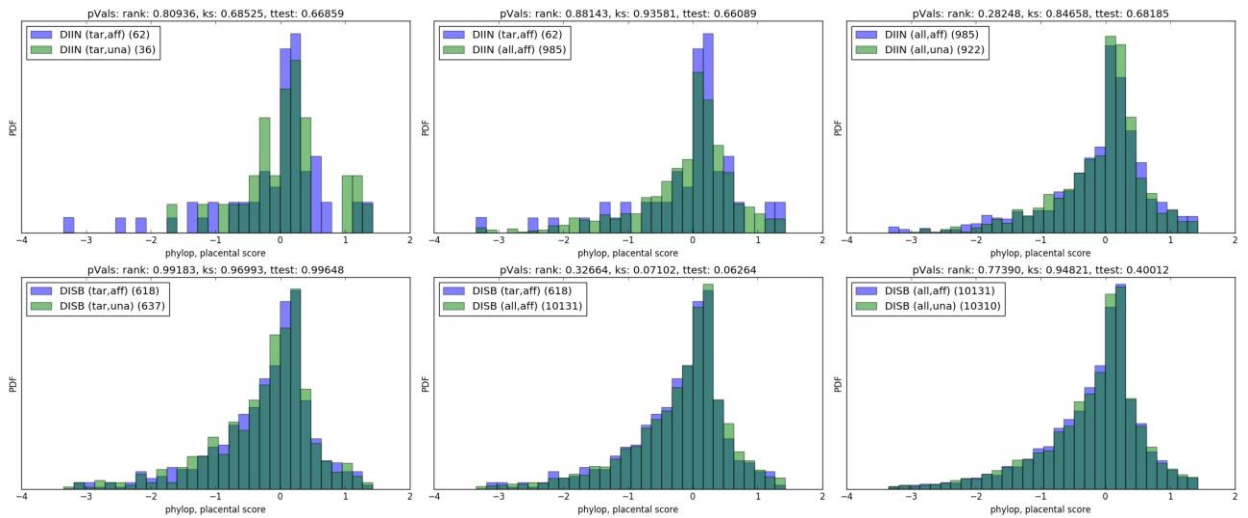 pVals: rank: 0.80936, ks: 0.68525, ttest: 0.66859
DIIN (tar,aff) (62)
DIIN (tar,una) (36)
PDF
−4 −3 −2 −1 0 1 2
phylop, placental score
pVals: rank: 0.88143, ks: 0.93581, ttest: 0.66089
DIIN (tar,aff) (62)
DIIN (all,aff) (985)
PDF
−4 −3 −2 −1 0 1 2
phylop, placental score
pVals: rank: 0.28248, ks: 0.84658, ttest: 0.68185
DIIN (all,aff) (985)
DIIN (all,una) (922)
PDF
−4 −3 −2 −1 0 1 2
phylop, placental score
pVals: rank: 0.99183, ks: 0.96993, ttest: 0.99648
DISB (tar,aff) (618)
DISB (tar,una) (637)
PDF
−4 −3 −2 −1 0 1 2
phylop, placental score
pVals: rank: 0.32664, ks: 0.07102, ttest: 0.06264
DISB (tar,aff) (618)
DISB (all,aff) (10131)
PDF
−4 −3 −2 −1 0 1 2
phylop, placental score
pVals: rank: 0.77390, ks: 0.94821, ttest: 0.40012
DISB (all,aff) (10131)
DISB (all,una) (10310)
PDF
−4 −3 −2 −1 0 1 2
phylop, placental score